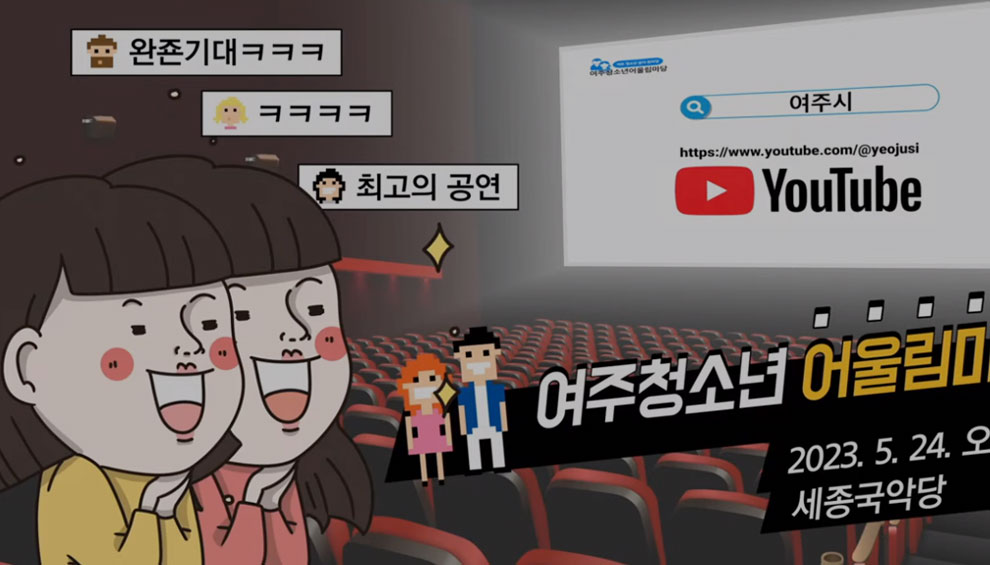 완죤기대ㅋㅋㅋ
ㅋㅋㅋㅋ
최고의 공연
여주청소년어울림마당
여주시
https://www.youtube.com/@yeojusi
YouTube
여주청소년 어울림마
2023. 5. 24. 오
세종국악당